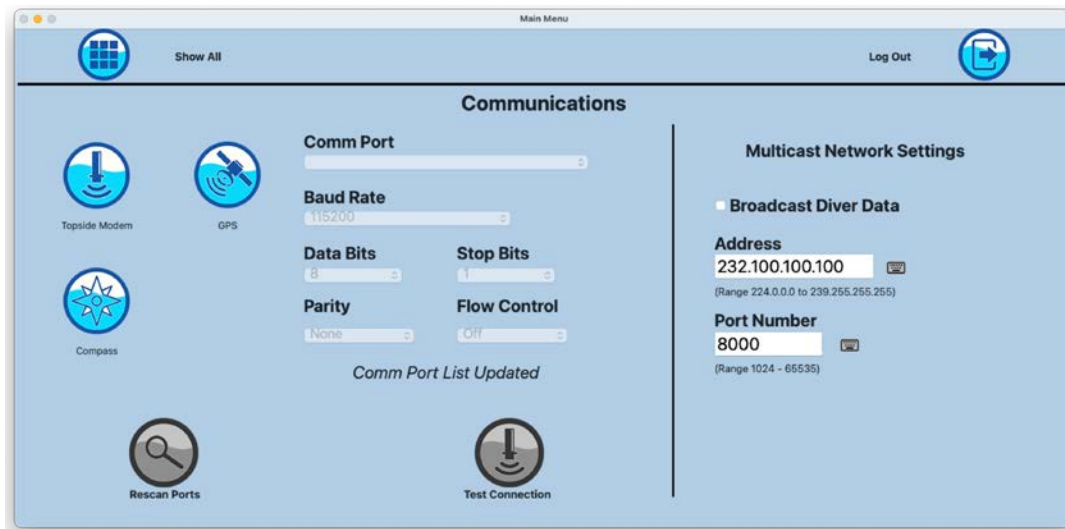 Main Menu
Show All
Log Out
Communications
Topside Modem
GPS
Compass
Comm Port
Baud Rate
115200
Data Bits
Stop Bits
8
1
Parity
Flow Control
None
Off
Comm Port List Updated
Rescan Ports
Test Connection
Multicast Network Settings
Broadcast Diver Data
Address
232.100.100.100
(Range 224.0.0.0 to 239.255.255.255)
Port Number
8000
(Range 1024 - 65535)